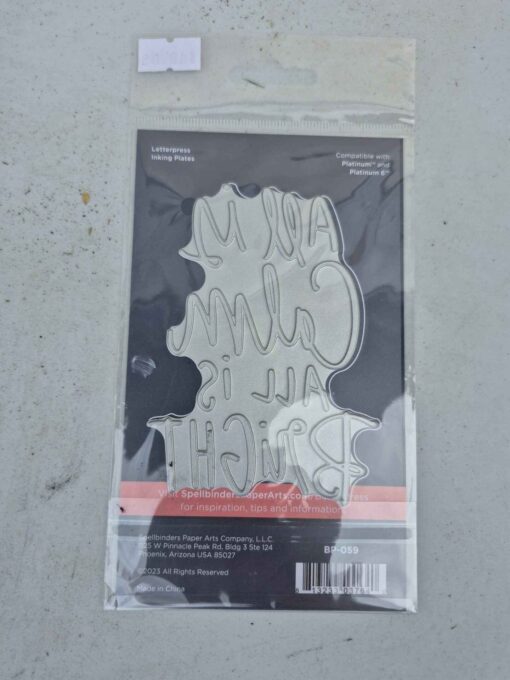 Letterpress
Inking Plates
Compatible with
Platinum™ and
Platinum 6™
All is
Calm
ALL iS
BRiGHT
Visit SpellbindersPaperArts.com/
for inspiration, tips and information
Spellbinders Paper Arts Company, L.L.C.
W Pinnacle Peak Rd, Bldg 3 Ste 124
Phoenix, Arizona USA 85027
©2023 All Rights Reserved
Made in China
BP-059